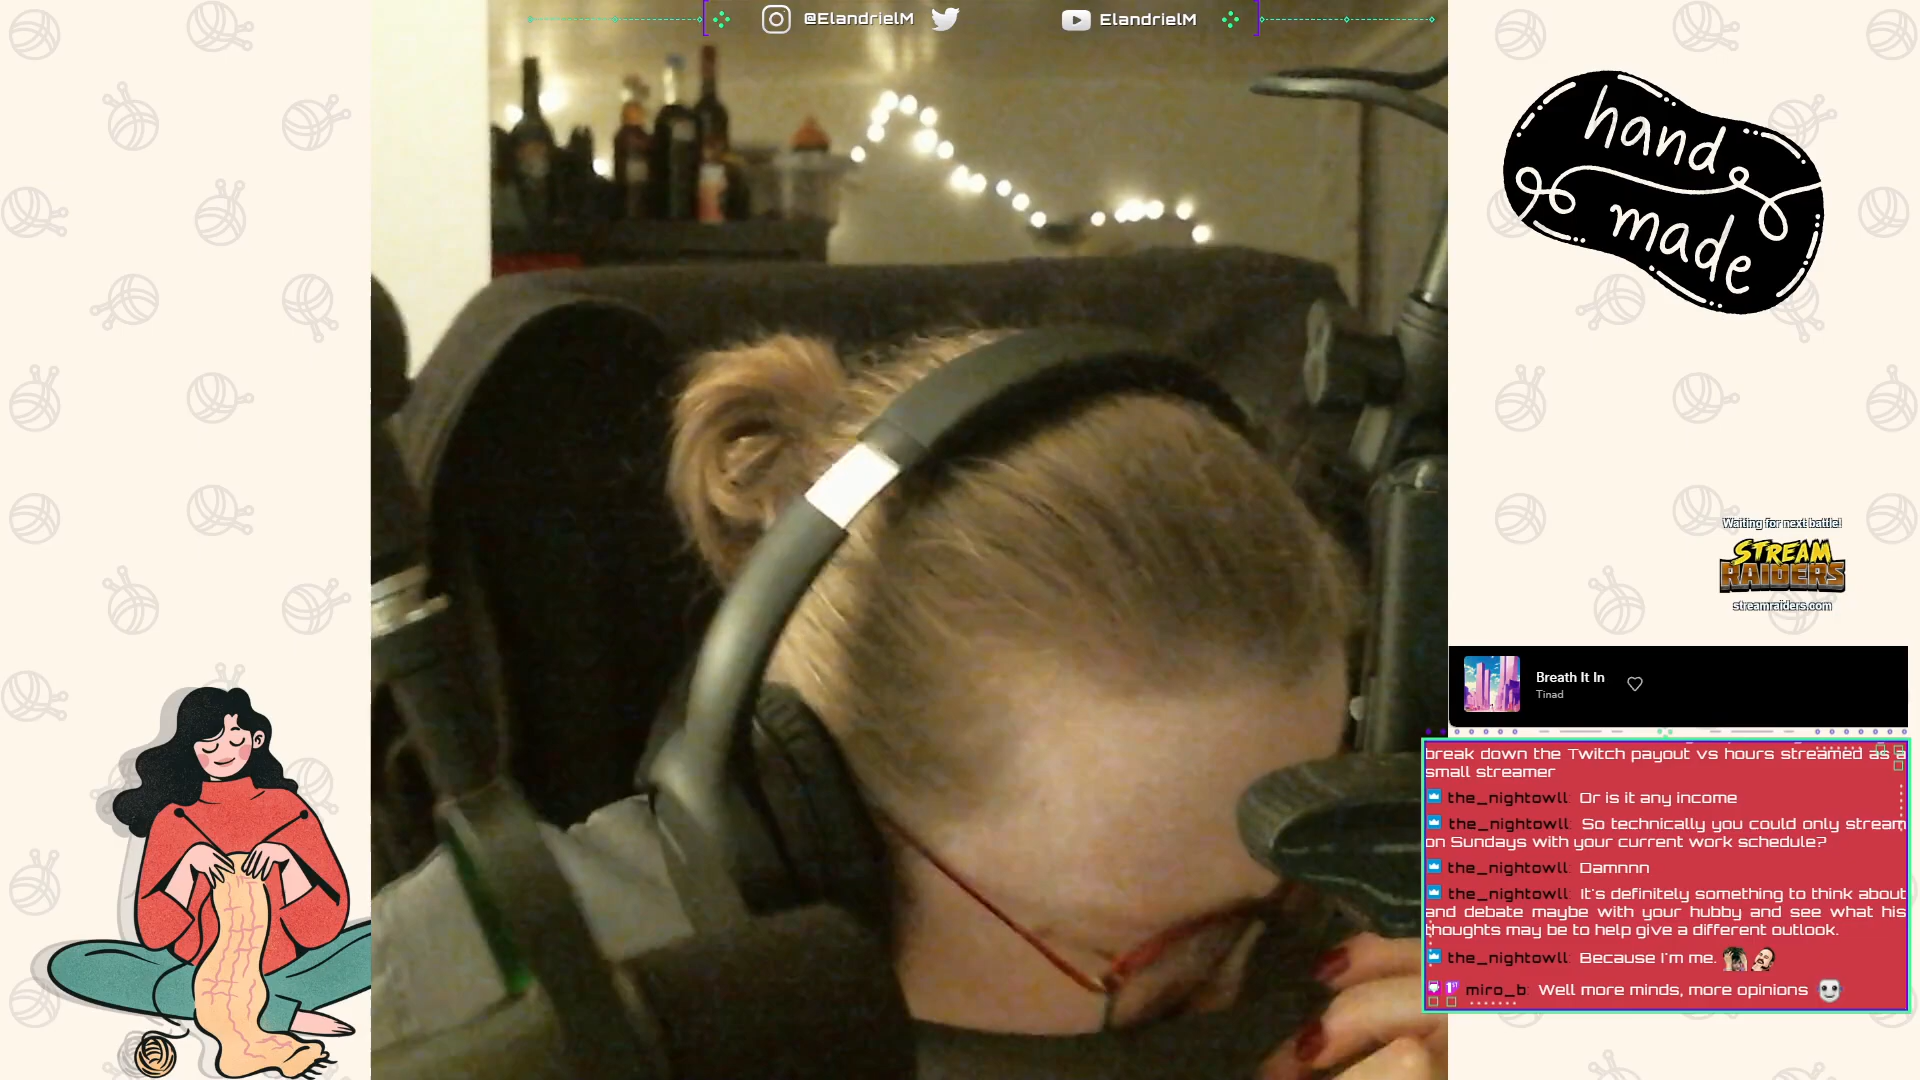 @ElandrielM
ElandrielM
hand
made
Waiting for next battle!
STREAM
RAIDERS
streamraiders.com
Breath It In
Tinad
break down the Twitch payout vs hours streamed as a
small streamer
the_nightowll: Or is it any income
the_nightowll: So technically you could only stream
on Sundays with your current work schedule?
the_nightowll: Damnnn
the_nightowll: It's definitely something to think about
and debate maybe with your hubby and see what his
thoughts may be to help give a different outlook.
the_nightowll: Because I'm me.
1ST miro_b: Well more minds, more opinions